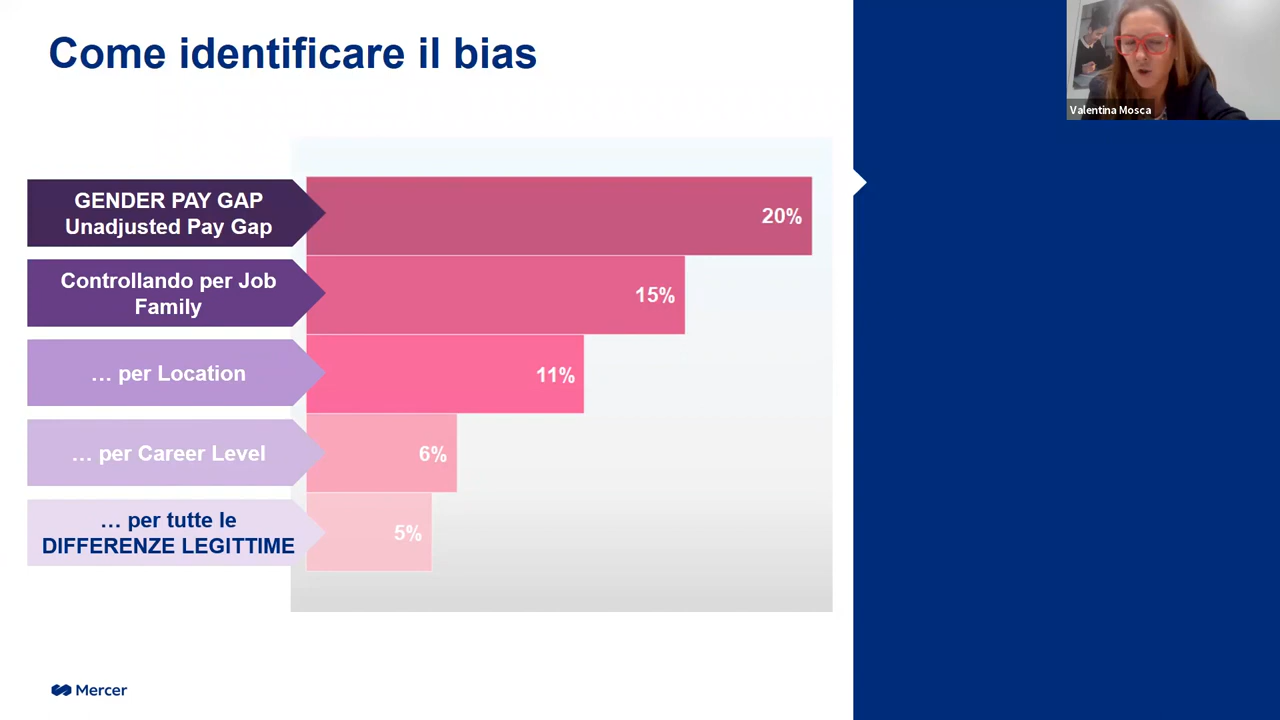 Come identificare il bias
Valentina Mosca
GENDER PAY GAP
Unadjusted Pay Gap
20%
Controllando per Job
Family
15%
… per Location
11%
… per Career Level
6%
… per tutte le
DIFFERENZE LEGITTIME
5%
Mercer